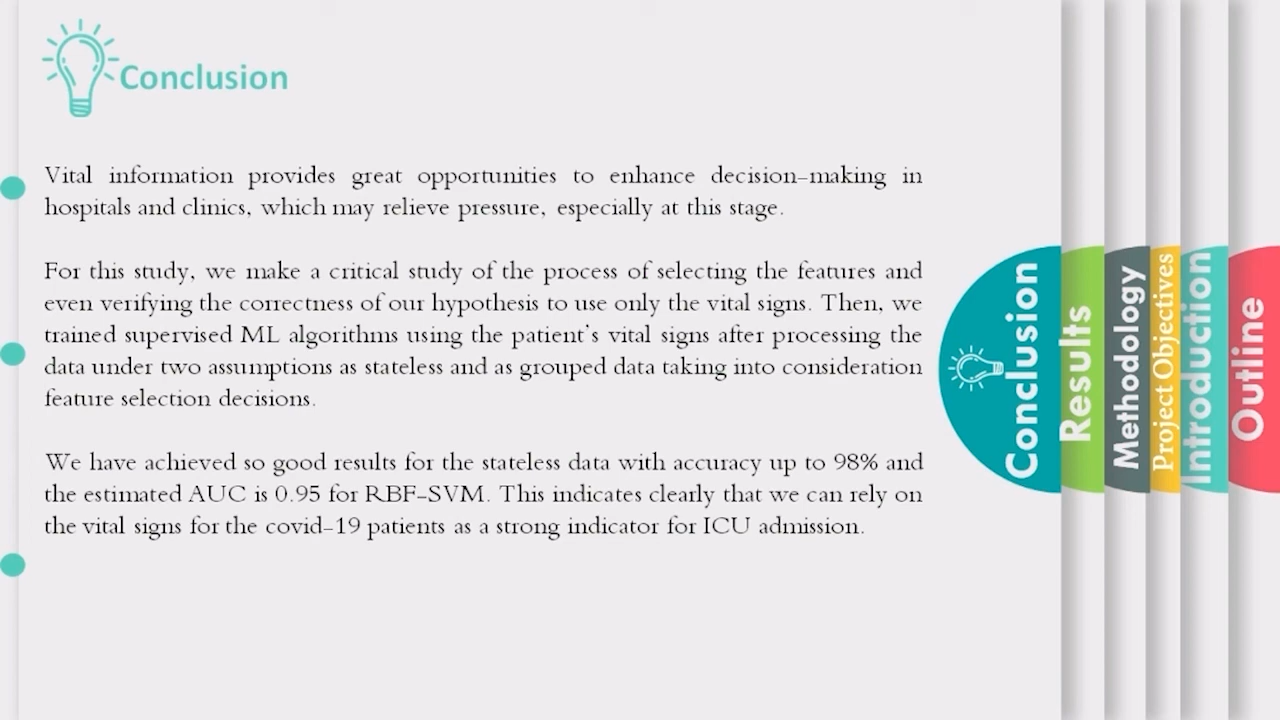 Conclusion
Vital information provides great opportunities to enhance decision-making in
hospitals and clinics, which may relieve pressure, especially at this stage.
For this study, we make a critical study of the process of selecting the features and
even verifying the correctness of our hypothesis to use only the vital signs. Then, we
trained supervised ML algorithms using the patient's vital signs after processing the
data under two assumptions as stateless and as grouped data taking into consideration
feature selection decisions.
We have achieved so good results for the stateless data with accuracy up to 98% and
the estimated AUC is 0.95 for RBF-SVM. This indicates clearly that we can rely on
the vital signs for the covid-19 patients as a strong indicator for ICU admission.
Conclusion
Results
Methodology
Project Objectives
Introduction
Outline